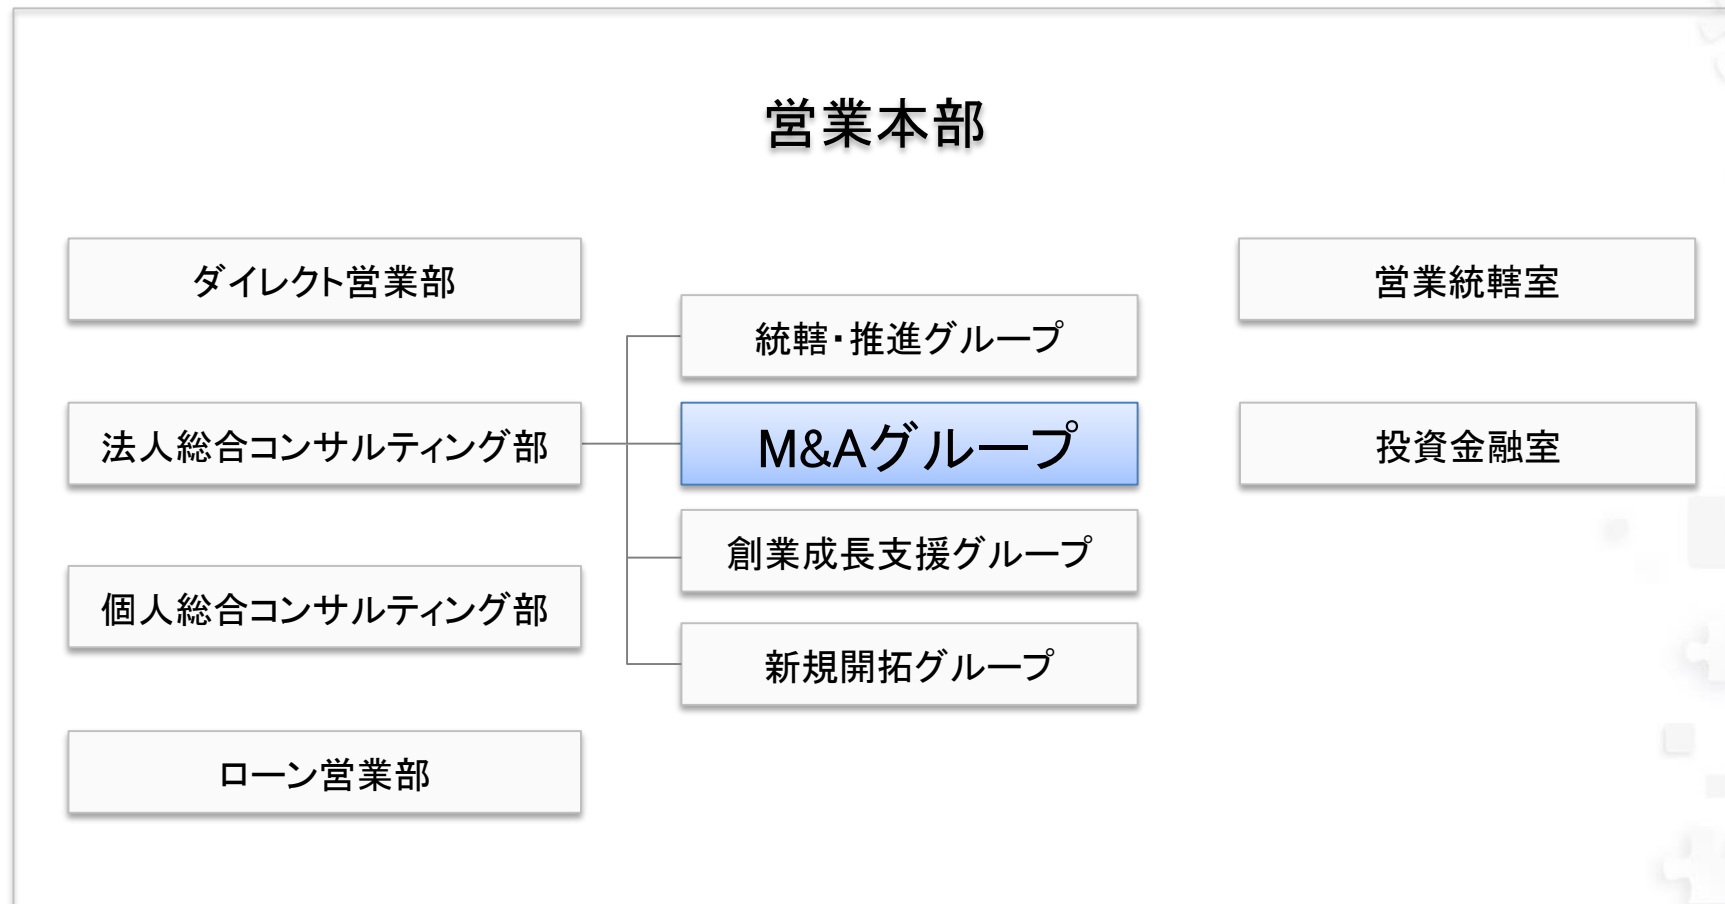 営業本部
ダイレクト営業部
法人総合コンサルティング部
個人総合コンサルティング部
ローン営業部
統轄・推進グループ
M&Aグループ
創業成長支援グループ
新規開拓グループ
営業統轄室
投資金融室